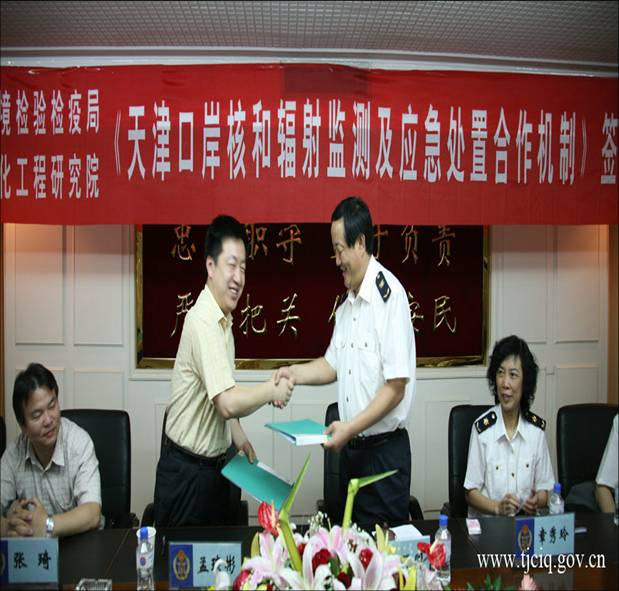 境检验检疫局
化工程研究院
《天津口岸核和辐射监测及应急处置合作机制》签
忠 职守 负责
严 把关 安民
张 琦
孟 彬
章秀玲
www.tjciq.gov.cn